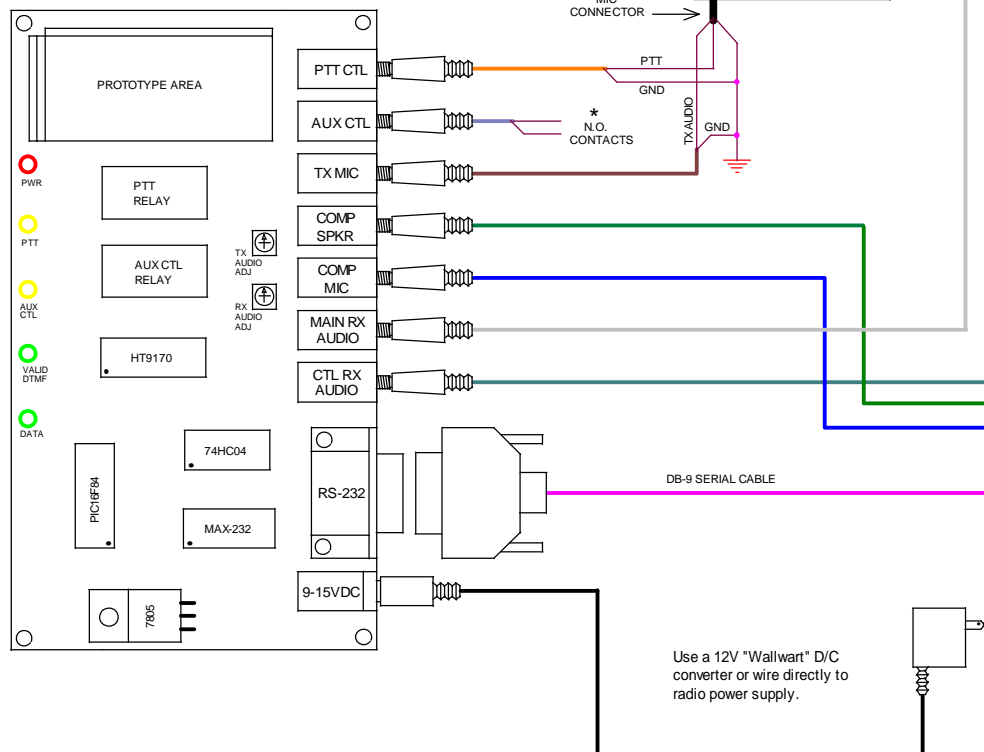 MIC
CONNECTOR
PROTOTYPE AREA
PTT CTL
PTT
GND
AUX CTL
*
N.O.
CONTACTS
TX AUDIO
GND
TX MIC
PWR
PTT
RELAY
COMP
SPKR
PTT
TX
AUDIO
ADJ
AUX CTL
RELAY
COMP
MIC
AUX
CTL
RX
AUDIO
ADJ
MAIN RX
AUDIO
HT9170
VALID
DTMF
CTL RX
AUDIO
DATA
74HC04
RS-232
DB-9 SERIAL CABLE
PIC16F84
MAX-232
9-15VDC
7805
Use a 12V "Wallwart" D/C
converter or wire directly to
radio power supply.